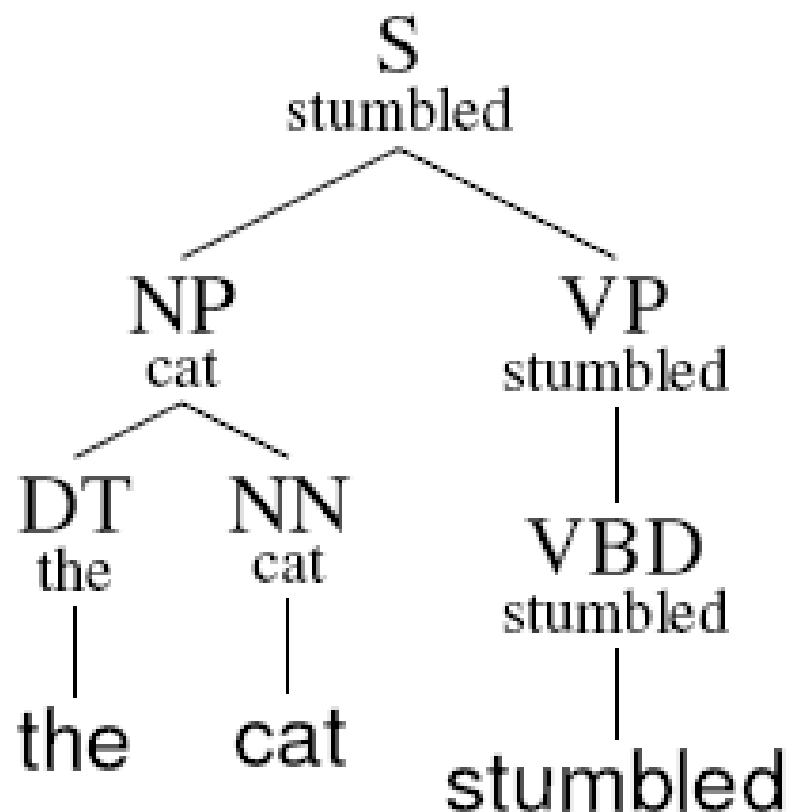 S
stumbled
NP VP
cat stumbled
DT NN VBD
the cat stumbled
the cat stumbled